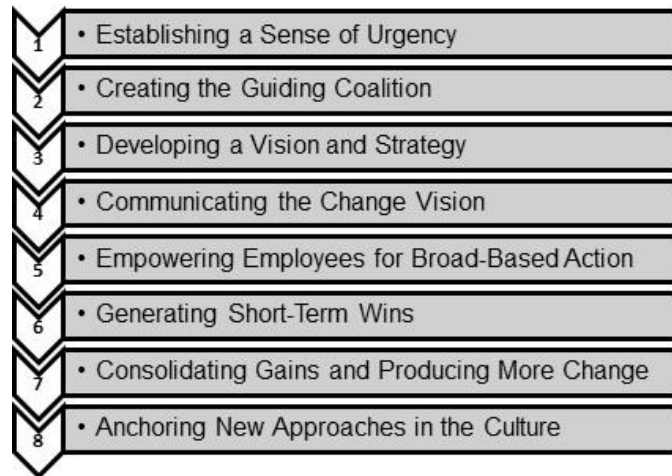 1 • Establishing a Sense of Urgency
2 • Creating the Guiding Coalition
3 • Developing a Vision and Strategy
4 • Communicating the Change Vision
5 • Empowering Employees for Broad-Based Action
6 • Generating Short-Term Wins
7 • Consolidating Gains and Producing More Change
8 • Anchoring New Approaches in the Culture